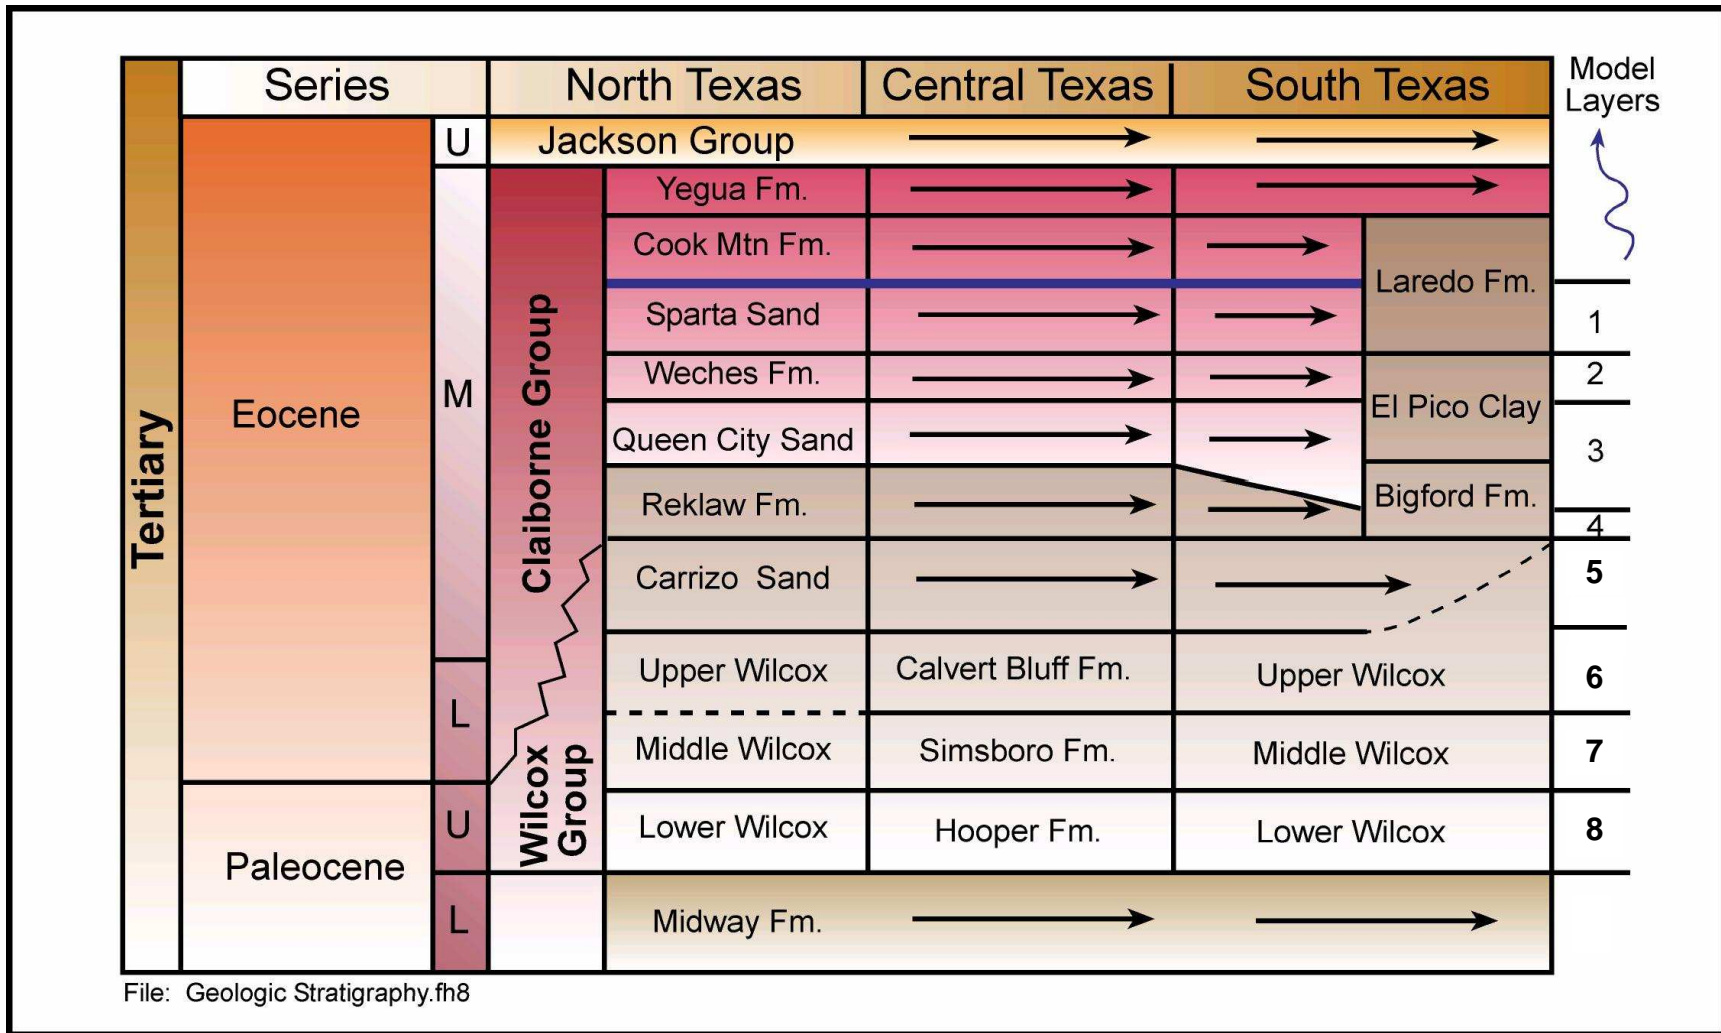 Series
North Texas
Central Texas
South Texas
Model
Layers
Tertiary
Eocene
U
Jackson Group
M
Claiborne Group
Yegua Fm.
Cook Mtn Fm.
Laredo Fm.
Sparta Sand
1
Weches Fm.
2
El Pico Clay
Queen City Sand
3
Reklaw Fm.
Bigford Fm.
4
Carrizo Sand
5
L
Upper Wilcox
Calvert Bluff Fm.
Upper Wilcox
6
Wilcox
Group
Middle Wilcox
Simsboro Fm.
Middle Wilcox
7
Paleocene
U
Lower Wilcox
Hooper Fm.
Lower Wilcox
8
L
Midway Fm.
File: Geologic Stratigraphy.fh8